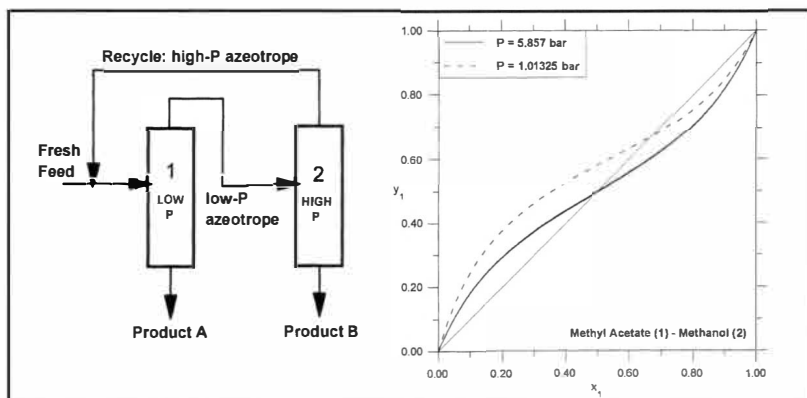 Recycle: high-P azeotrope
Fresh
Feed
1
LOW
P
low-P
azeotrope
2
HIGH
P
Product A
Product B
1.00
0.80
0.60
y1
0.40
0.20
0.00
P = 5.857 bar
P = 1.01325 bar
Methyl Acetate (1) - Methanol (2)
0.00
0.20
0.40
0.60
0.80
1.00
x1